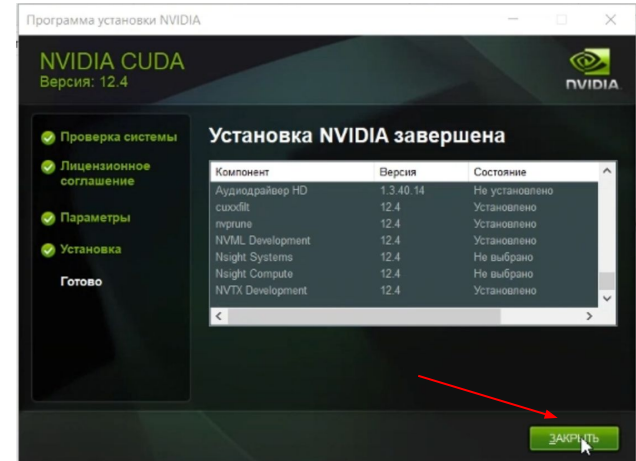 Программа установки NVIDIA
NVIDIA CUDA
Версия: 12.4
NVIDIA.
Проверка системы
Лицензионное
соглашение
Параметры
Установка
Готово
Установка NVIDIA завершена
Компонент Версия Состояние
Аудиодрайвер HD 1.3.40.14 Не установлено
cuxxfilt 12.4 Установлено
nvprune 12.4 Установлено
NVML Development 12.4 Установлено
Nsight Systems 12.4 Не выбрано
Nsight Compute 12.4 Не выбрано
NVTX Development 12.4 Установлено
ЗАКРЫТЬ